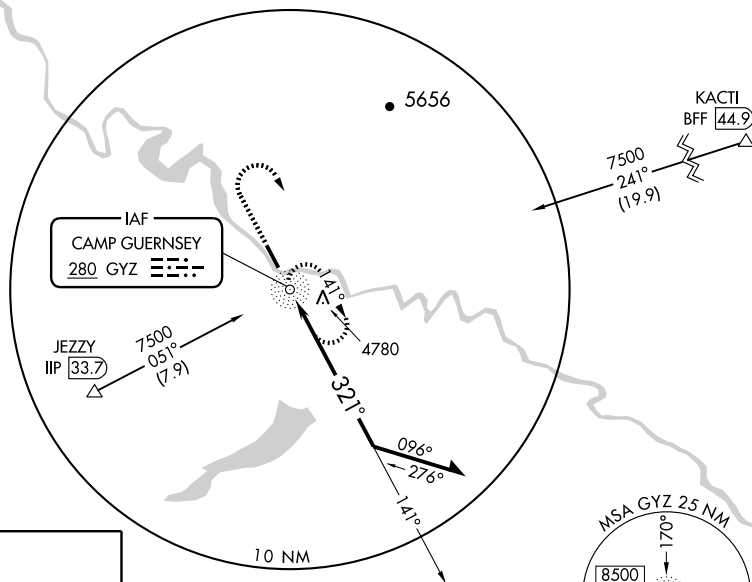 5656
KACTI
BFF 44.9
7500
241°
(19.9)
IAF
CAMP GUERNSEY
280 GYZ
141°
4780
JEZZY
IIP 33.7
7500
051°
(7.9)
321°
096°
276°
141°
10 NM
MSA GYZ 25 NM
170°
8500